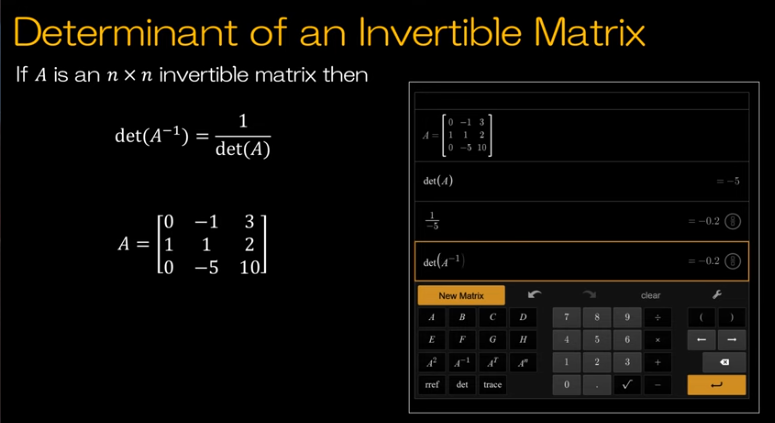 Determinant of an Invertible Matrix
If A is an n × n invertible matrix then
det(A⁻¹) = 1/det(A)
A = [0 −1 3
1 1 2
0 −5 10]
A = [0 −1 3
1 1 2
0 −5 10]
det(A) = −5
1/−5 = −0.2
det(A⁻¹) = −0.2
New Matrix clear
A B C D 7 8 9 ÷ ( )
E F G H 4 5 6 × ← →
A² A⁻¹ Aᵀ Aⁿ 1 2 3 +
rref det trace 0 . √ −